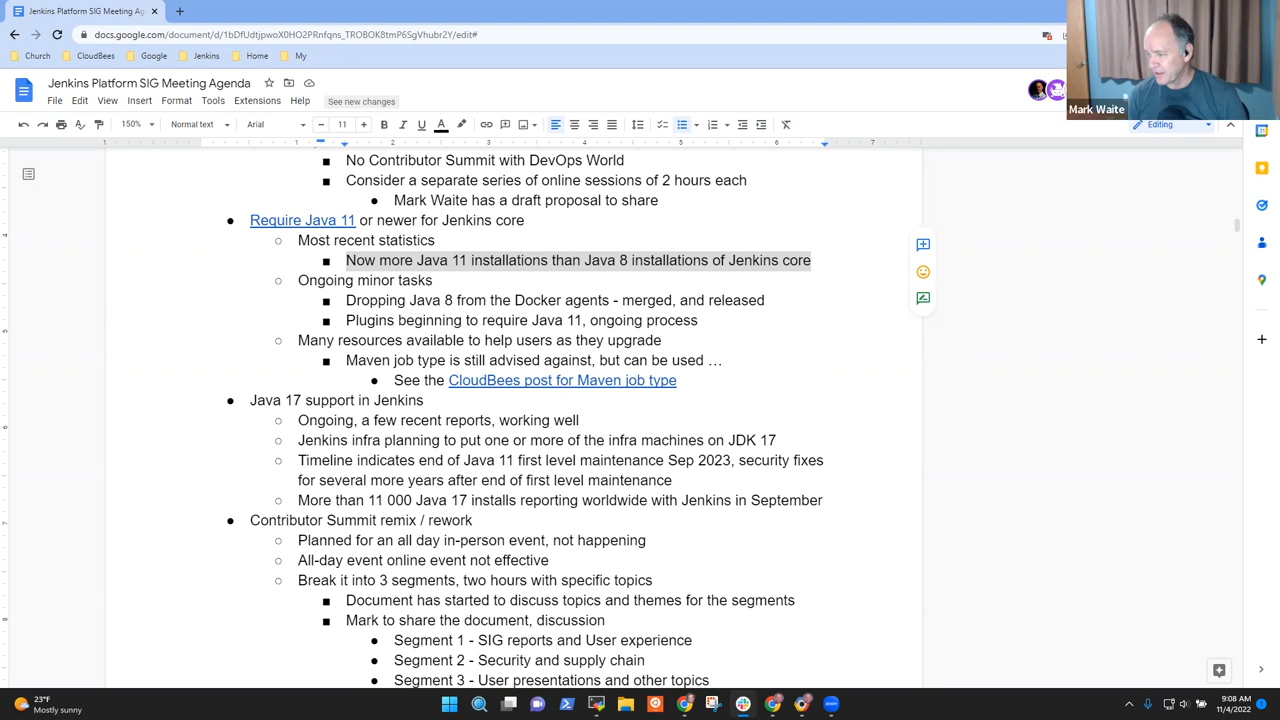 Jenkins Platform SIG Meeting Ag
docs.google.com/document/d/1bDfUdtjpwoX0HO2PRnfqns_TROBOK8tmP6SgVhubr2Y/edit#
Church CloudBees Google Jenkins Home My
Jenkins Platform SIG Meeting Agenda
File Edit View Insert Format Tools Extensions Help See new changes
Mark Waite
150% Normal text Arial 11 Editing
1 2 3 4 5 6 7
No Contributor Summit with DevOps World
Consider a separate series of online sessions of 2 hours each
Mark Waite has a draft proposal to share
Require Java 11 or newer for Jenkins core
Most recent statistics
Now more Java 11 installations than Java 8 installations of Jenkins core
Ongoing minor tasks
Dropping Java 8 from the Docker agents - merged, and released
Plugins beginning to require Java 11, ongoing process
Many resources available to help users as they upgrade
Maven job type is still advised against, but can be used …
See the CloudBees post for Maven job type
Java 17 support in Jenkins
Ongoing, a few recent reports, working well
Jenkins infra planning to put one or more of the infra machines on JDK 17
Timeline indicates end of Java 11 first level maintenance Sep 2023, security fixes
for several more years after end of first level maintenance
More than 11 000 Java 17 installs reporting worldwide with Jenkins in September
Contributor Summit remix / rework
Planned for an all day in-person event, not happening
All-day event online event not effective
Break it into 3 segments, two hours with specific topics
Document has started to discuss topics and themes for the segments
Mark to share the document, discussion
Segment 1 - SIG reports and User experience
Segment 2 - Security and supply chain
Segment 3 - User presentations and other topics
23°F
Mostly sunny
9:08 AM
11/4/2022